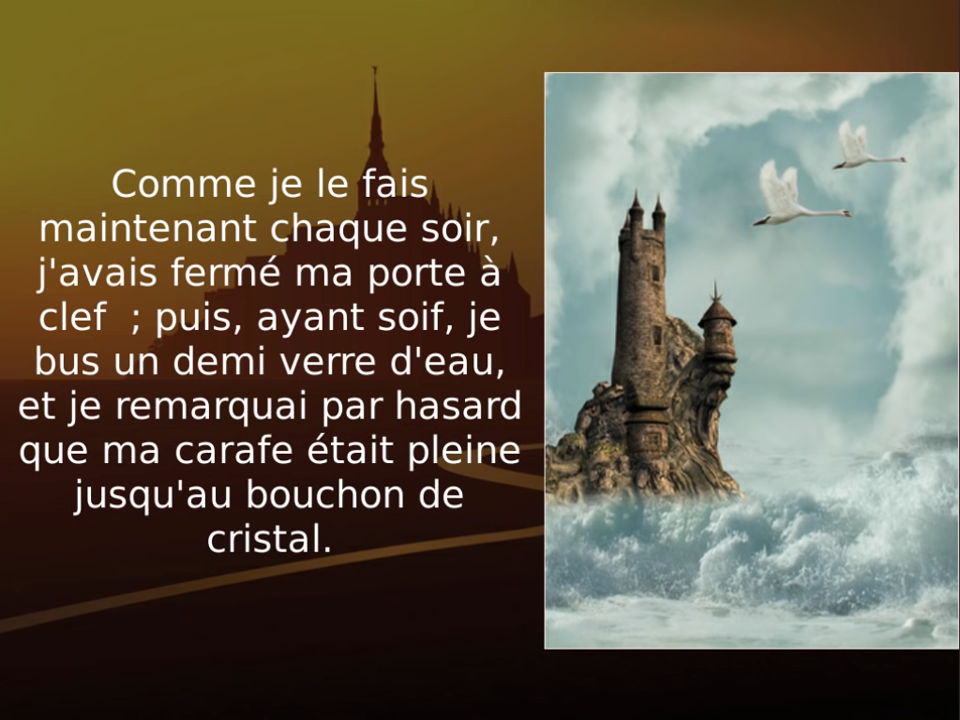 Comme je le fais
maintenant chaque soir,
j'avais fermé ma porte à
clef  ; puis, ayant soif, je
bus un demi verre d'eau,
et je remarquai par hasard
que ma carafe était pleine
jusqu'au bouchon de
cristal.